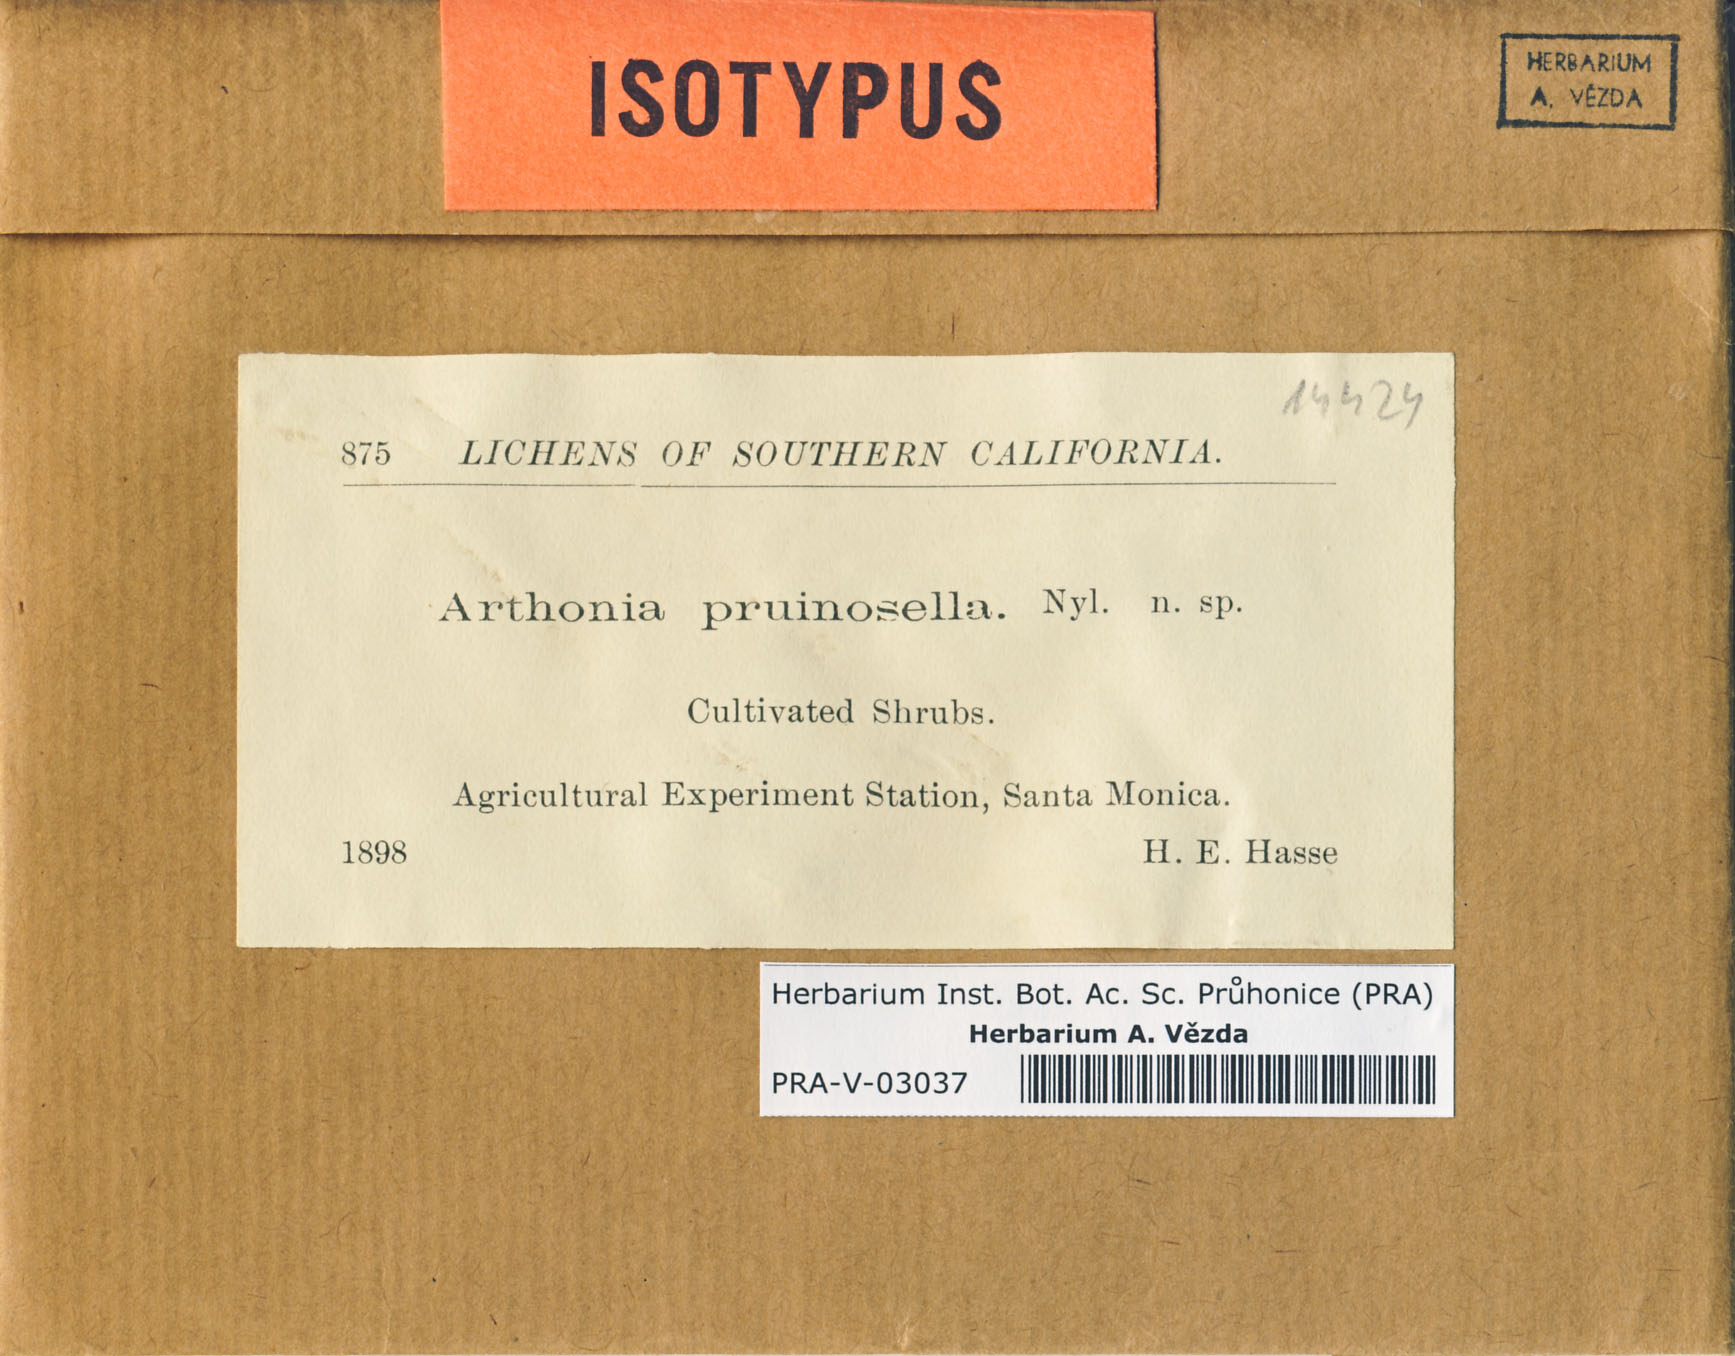 ISOTYPUS
HERBARIUM
A. VĚZDA
14424
875 LICHENS OF SOUTHERN CALIFORNIA.
Arthonia pruinosella. Nyl. n. sp.
Cultivated Shrubs.
Agricultural Experiment Station, Santa Monica.
1898 H. E. Hasse
Herbarium Inst. Bot. Ac. Sc. Průhonice (PRA)
Herbarium A. Vězda
PRA-V-03037